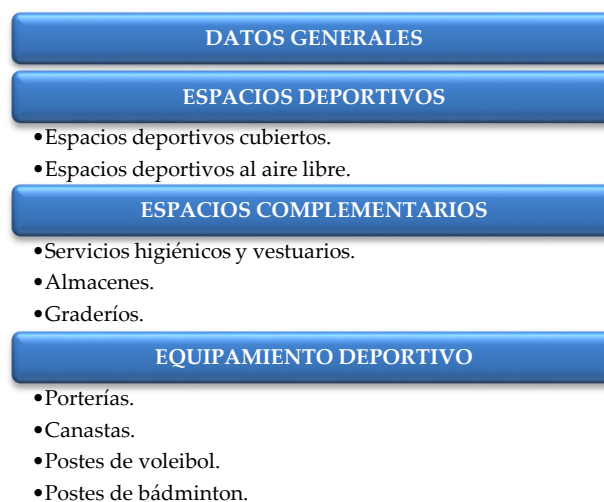 DATOS GENERALES
ESPACIOS DEPORTIVOS
•Espacios deportivos cubiertos.
•Espacios deportivos al aire libre.
ESPACIOS COMPLEMENTARIOS
•Servicios higiénicos y vestuarios.
•Almacenes.
•Graderíos.
EQUIPAMIENTO DEPORTIVO
•Porterías.
•Canastas.
•Postes de voleibol.
•Postes de bádminton.